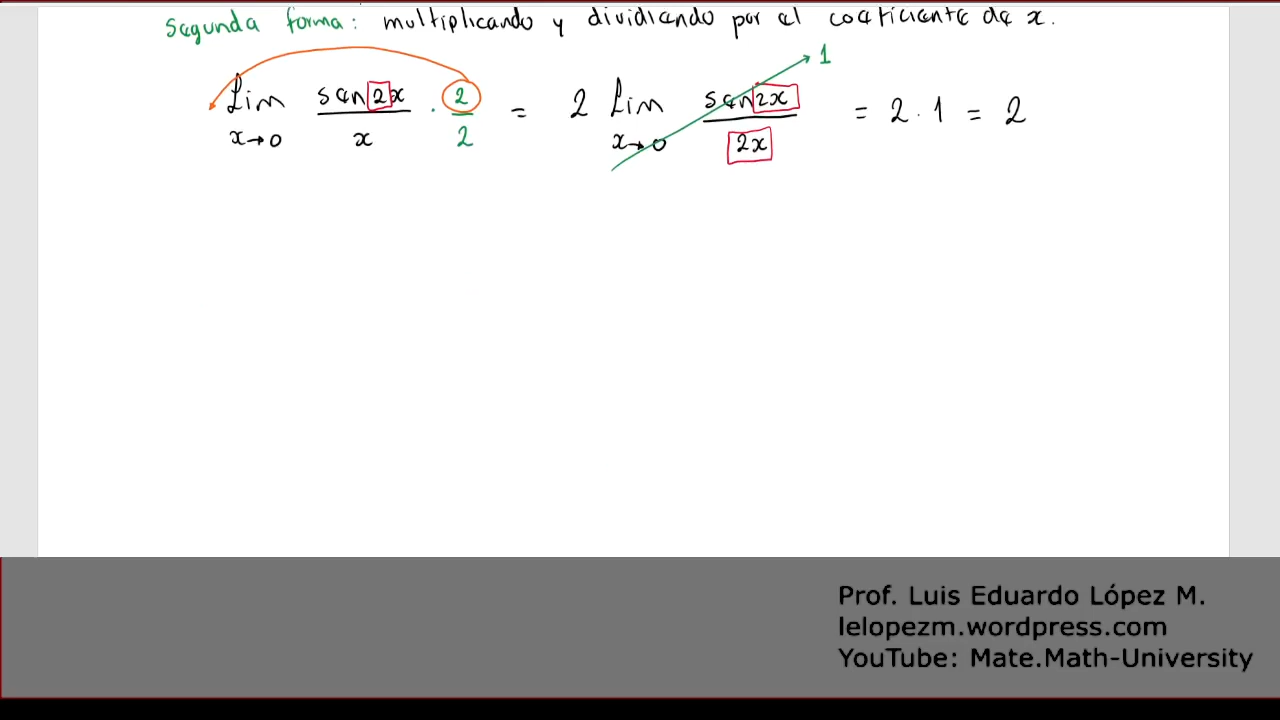 segunda forma: multiplicando y dividiendo por el coeficiente de x.
Lim x→0 sen2x/x · 2/2 = 2 Lim x→0 sen2x/2x = 2 · 1 = 2
1
Prof. Luis Eduardo López M.
lelopezm.wordpress.com
YouTube: Mate.Math-University